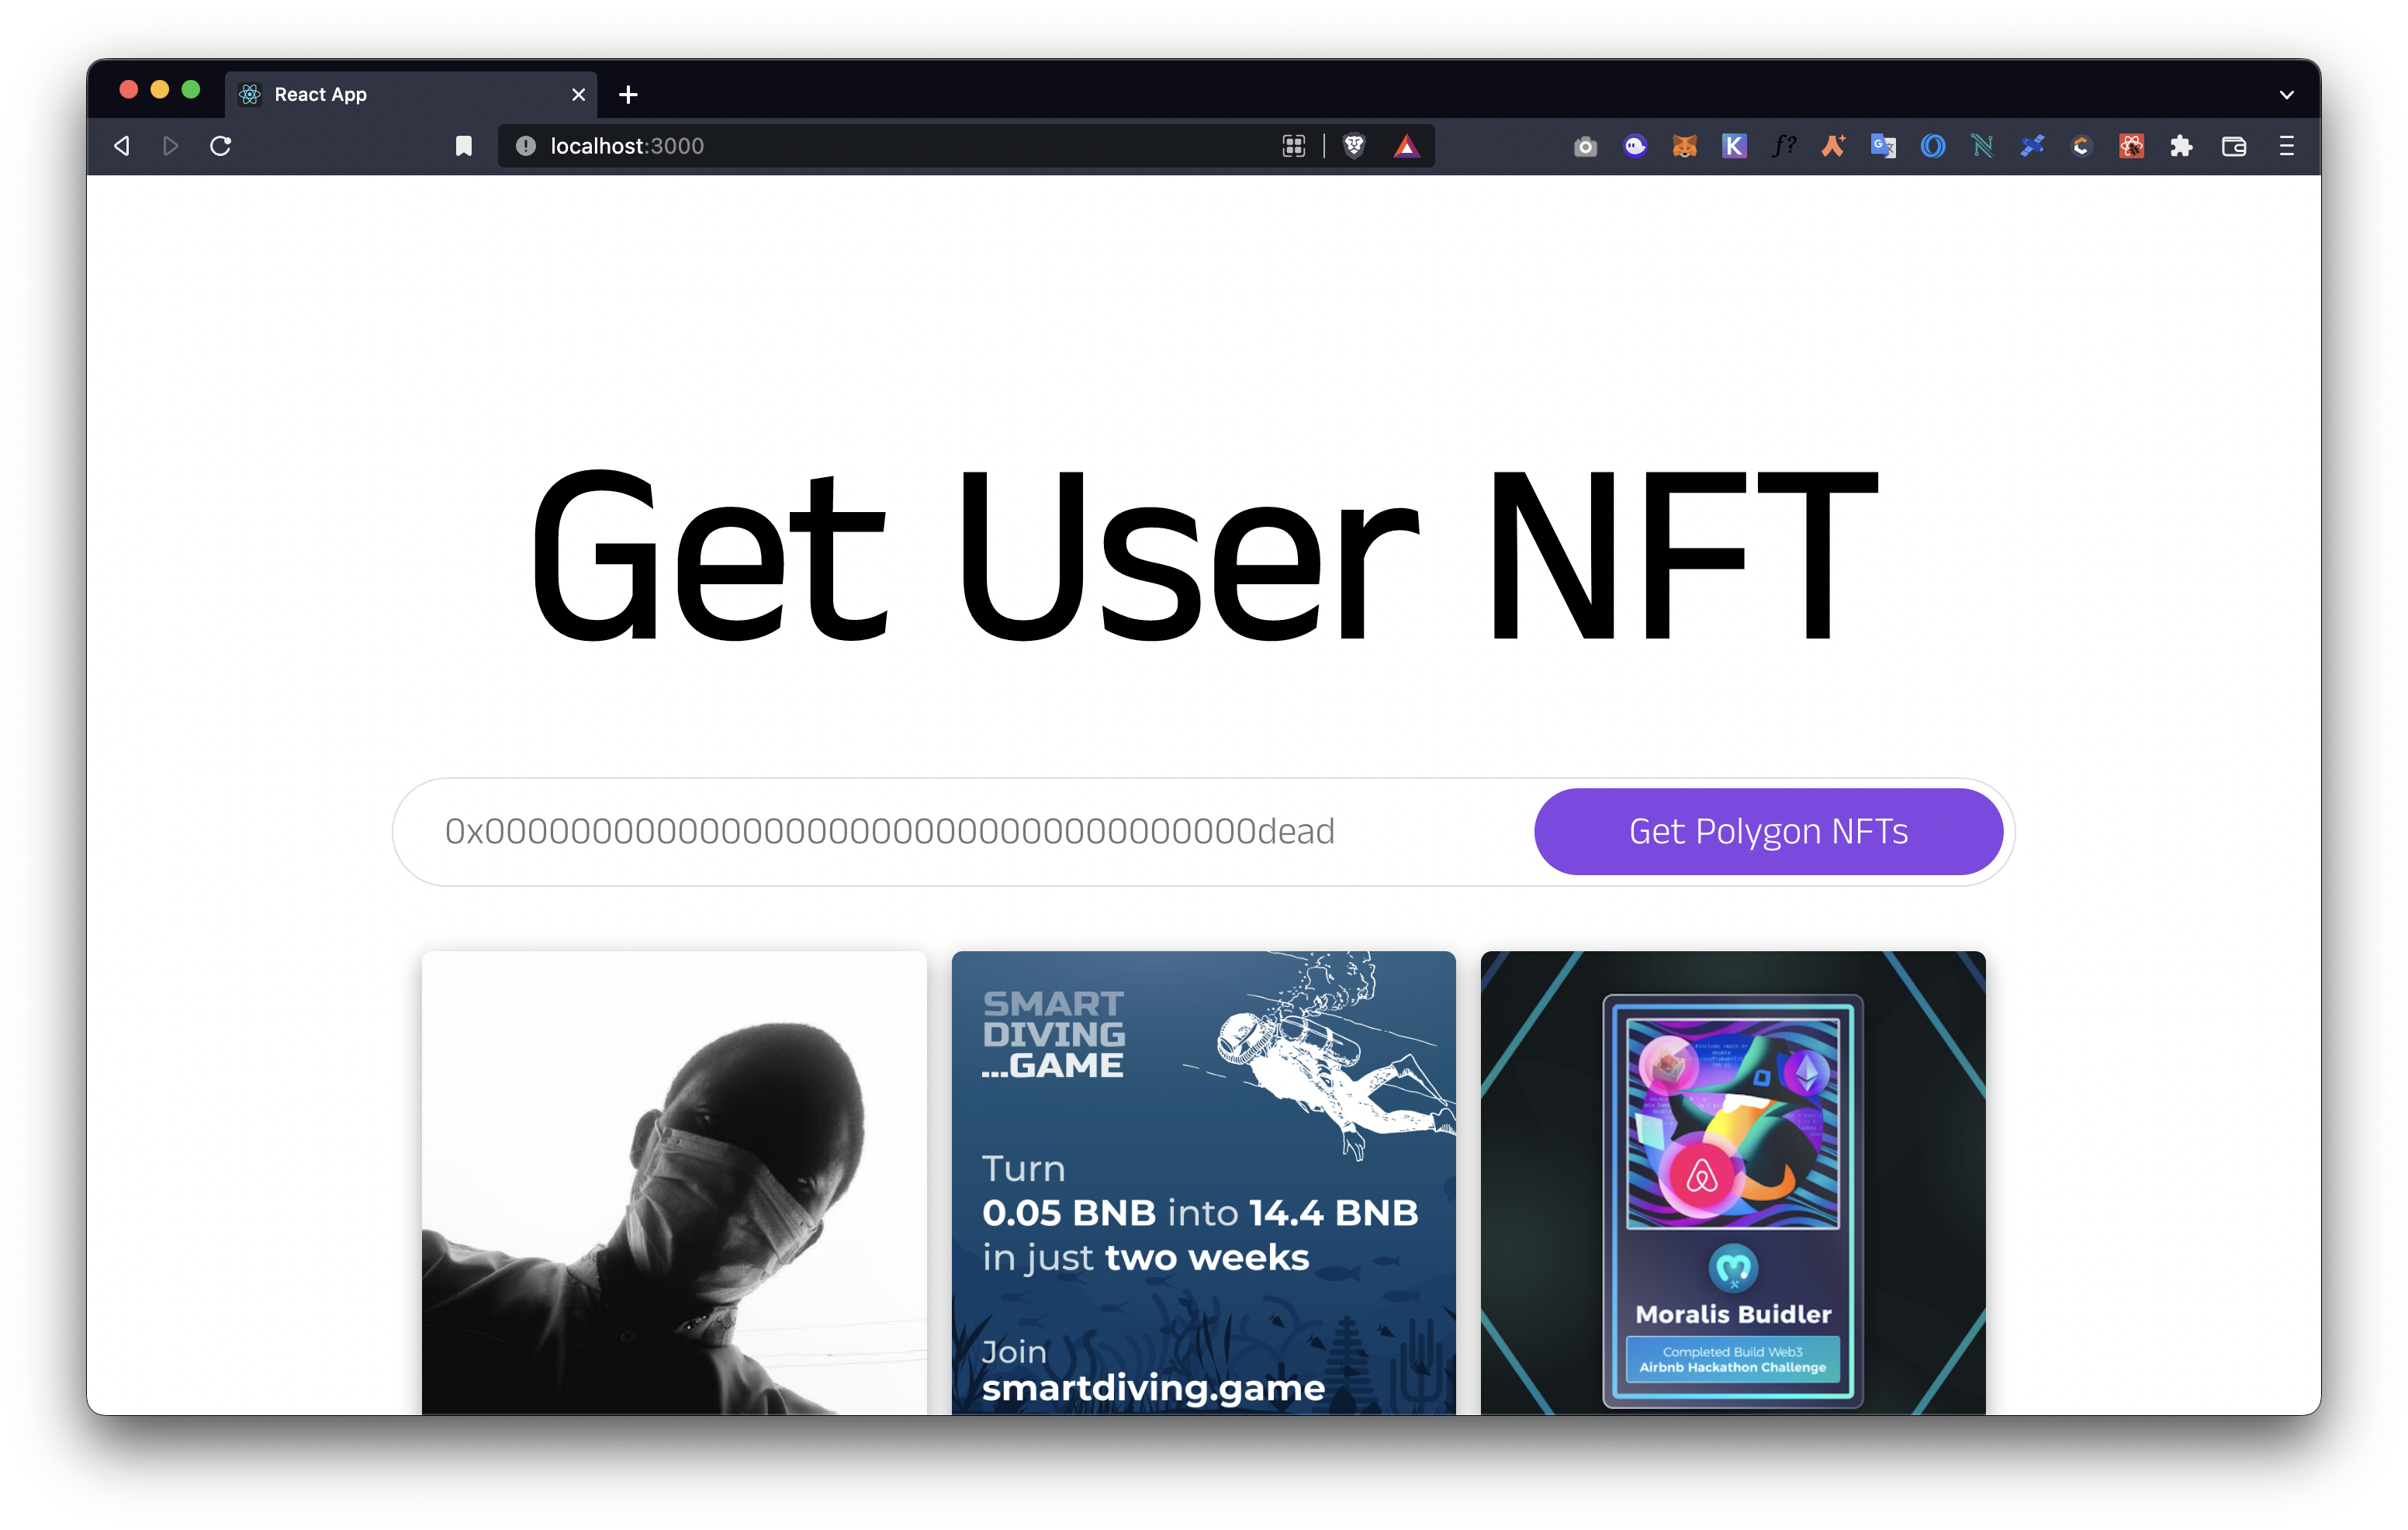 React App
localhost:3000
K
f?
Get User NFT
0x000000000000000000000000000000000000dead
Get Polygon NFTs
SMART
DIVING
...GAME
Turn
0.05 BNB into 14.4 BNB
in just two weeks
Join
smartdiving.game
Moralis Buidler
Completed Build Web3
Airbnb Hackathon Challenge